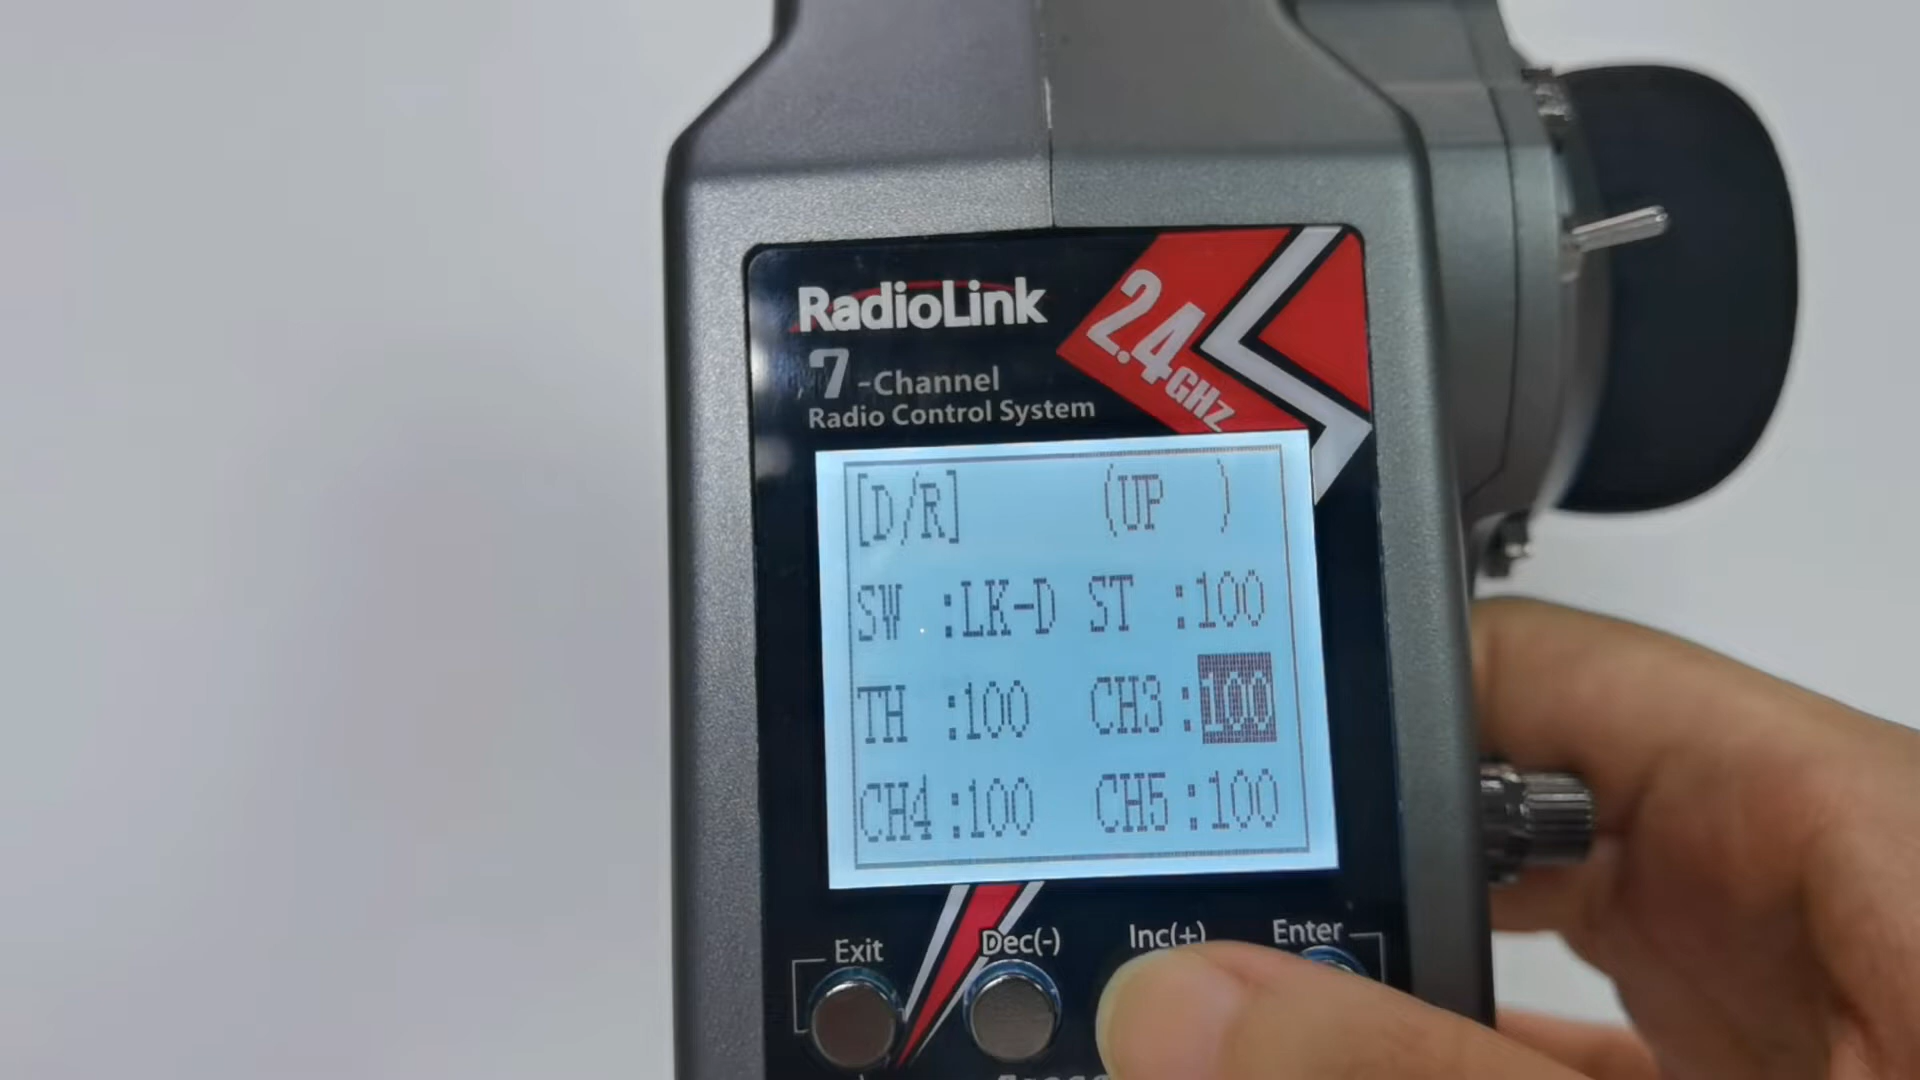 RadioLink
2.4GHz
7-Channel
Radio Control System
[D/R] (UP )
SW :LK-D ST :100
TH :100 CH3:100
CH4:100 CH5:100
Exit Dec(-) Inc(+) Enter